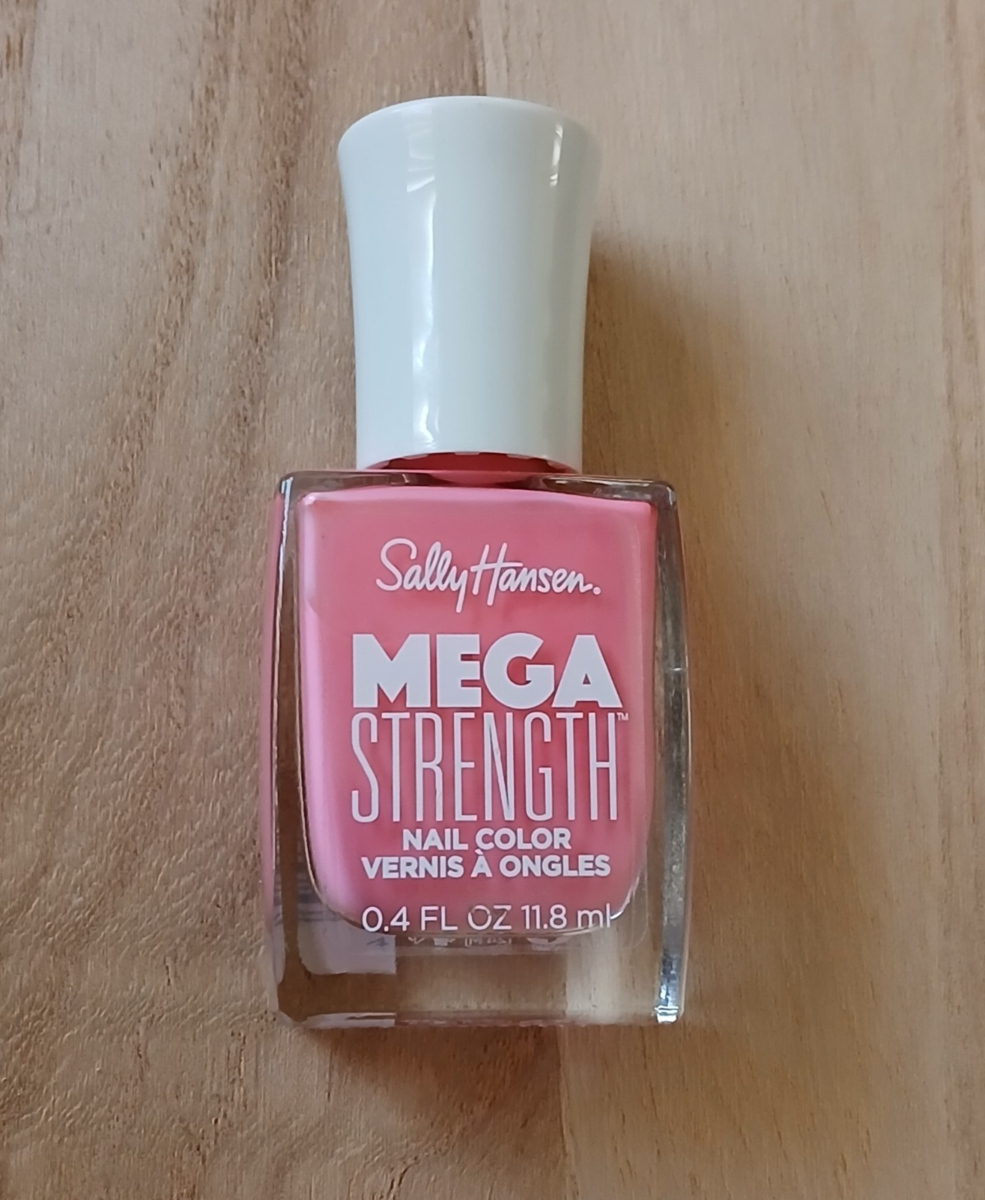 Sally Hansen.
MEGA
STRENGTH™
NAIL COLOR
VERNIS À ONGLES
0.4 FL OZ 11.8 ml